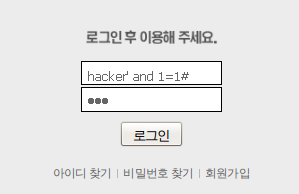 로그인 후 이용해 주세요.
hacker' and 1=1#
●●●
로그인
아이디 찾기 | 비밀번호 찾기 | 회원가입